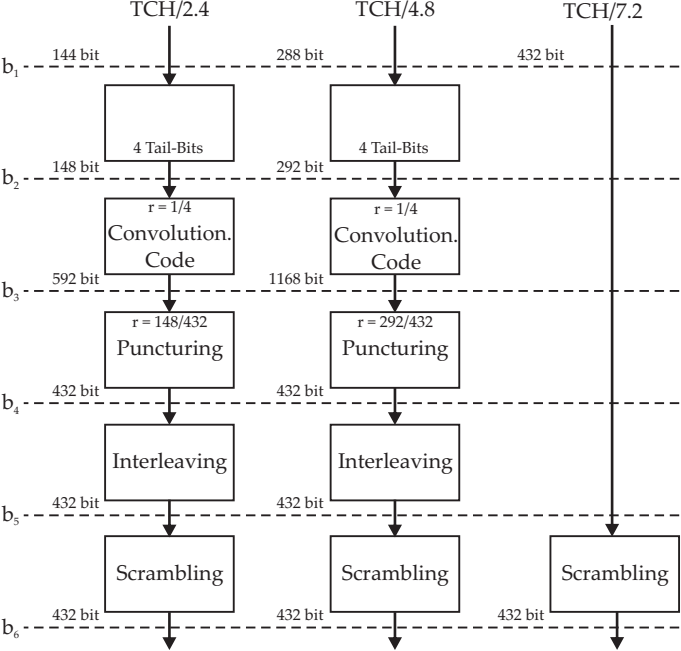 TCH/2.4 TCH/4.8 TCH/7.2
144 bit 288 bit 432 bit
b1
4 Tail-Bits 4 Tail-Bits
148 bit 292 bit
b2
r = 1/4 r = 1/4
Convolution. Convolution.
Code Code
592 bit 1168 bit
b3
r = 148/432 r = 292/432
Puncturing Puncturing
432 bit 432 bit
b4
Interleaving Interleaving
432 bit 432 bit
b5
Scrambling Scrambling Scrambling
432 bit 432 bit 432 bit
b6